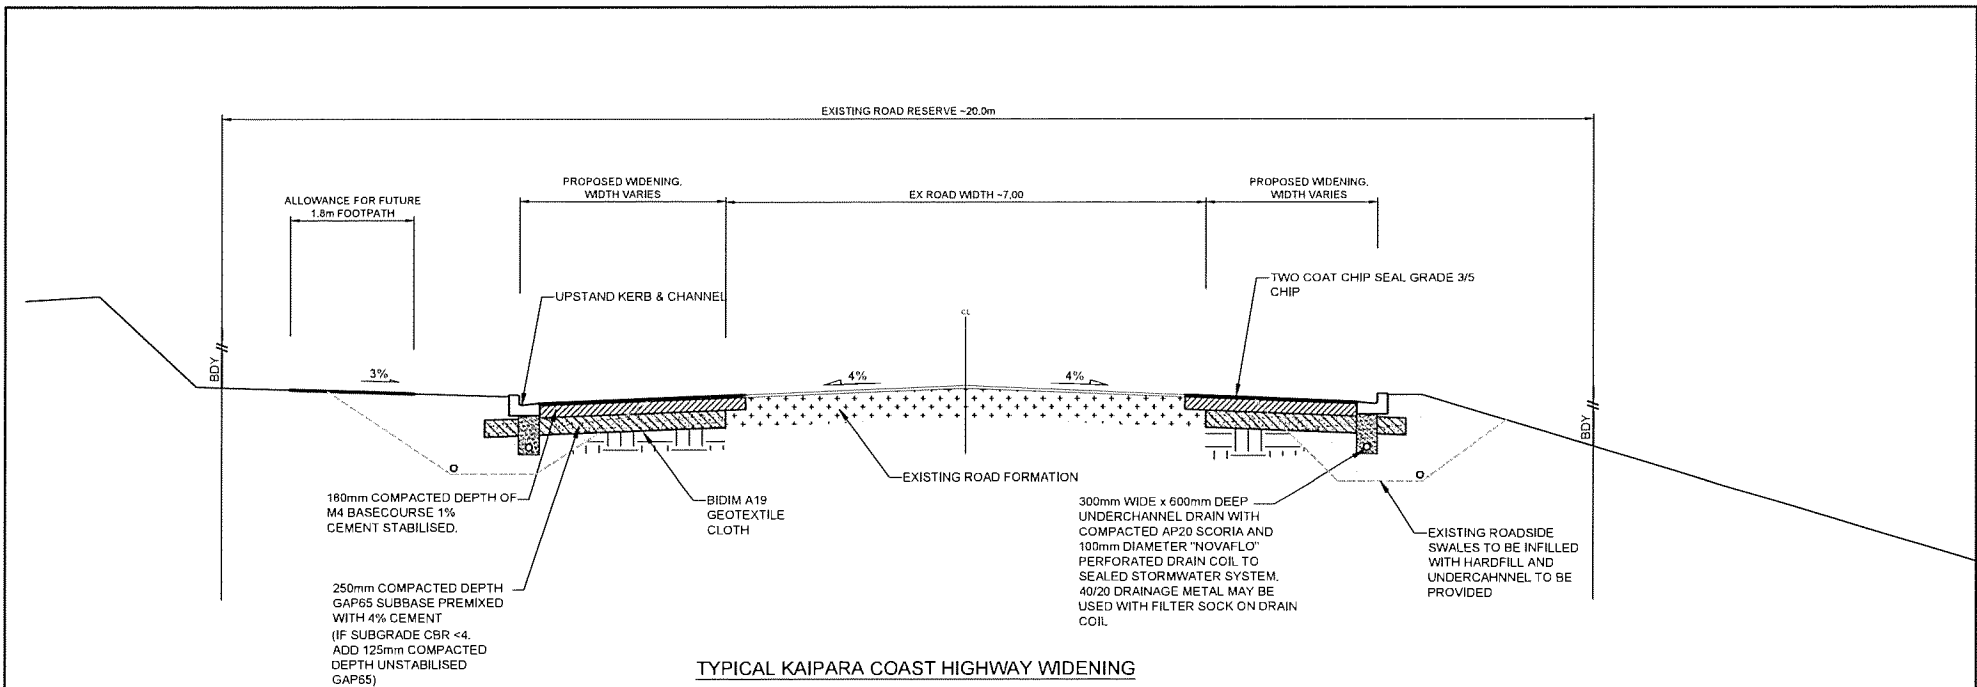 EXISTING ROAD RESERVE ~20.0m
PROPOSED WIDENING.
WIDTH VARIES
EX ROAD WIDTH ~7.00
PROPOSED WIDENING.
WIDTH VARIES
ALLOWANCE FOR FUTURE
1.8m FOOTPATH
UPSTAND KERB & CHANNEL
TWO COAT CHIP SEAL GRADE 3/5
CHIP
CL
BDY
3%
4%
4%
BDY
EXISTING ROAD FORMATION
160mm COMPACTED DEPTH OF
M4 BASECOURSE 1%
CEMENT STABILISED.
BIDIM A19
GEOTEXTILE
CLOTH
300mm WIDE x 600mm DEEP
UNDERCHANNEL DRAIN WITH
COMPACTED AP20 SCORIA AND
100mm DIAMETER "NOVAFLO"
PERFORATED DRAIN COIL TO
SEALED STORMWATER SYSTEM.
40/20 DRAINAGE METAL MAY BE
USED WITH FILTER SOCK ON DRAIN
COIL
EXISTING ROADSIDE
SWALES TO BE INFILLED
WITH HARDFILL AND
UNDERCAHNNEL TO BE
PROVIDED
250mm COMPACTED DEPTH
GAP65 SUBBASE PREMIXED
WITH 4% CEMENT
(IF SUBGRADE CBR <4.
ADD 125mm COMPACTED
DEPTH UNSTABILISED
GAP65)
TYPICAL KAIPARA COAST HIGHWAY WIDENING